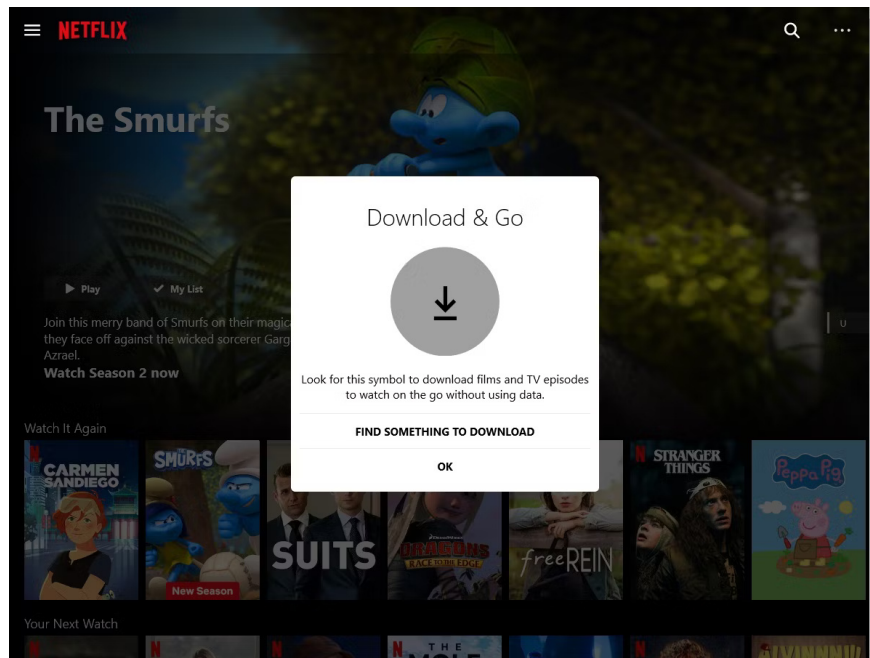 NETFLIX
The Smurfs
Play
My List
Join this merry band of Smurfs on their magic
they face off against the wicked sorcerer Garg
Azrael.
Watch Season 2 now
U
Download & Go
Look for this symbol to download films and TV episodes
to watch on the go without using data.
FIND SOMETHING TO DOWNLOAD
OK
Watch It Again
N
CARMEN
SANDIEGO
THE
SMURFS
New Season
SUITS
DreamWorks
DRAGONS
RACE TO THE EDGE
free REIN
N
STRANGER
THINGS
Peppa Pig
Your Next Watch
N
N
N
THE
MOLE
N
ALVINNN!!!